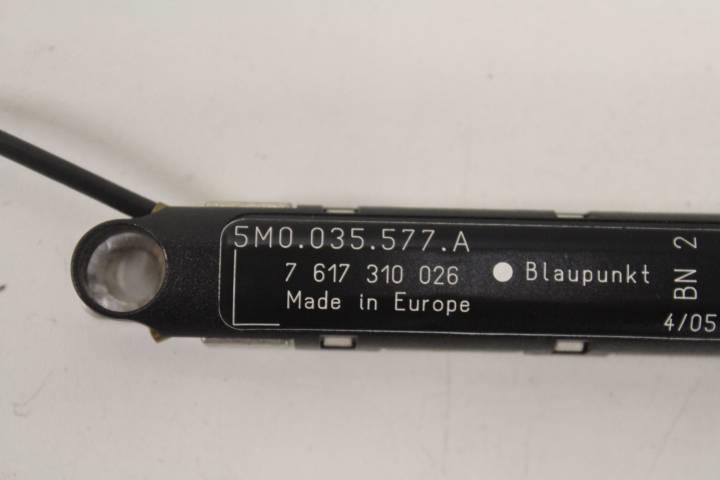 5M0.035.577.A
7 617 310 026
Blaupunkt
Made in Europe
BN 2
4/05